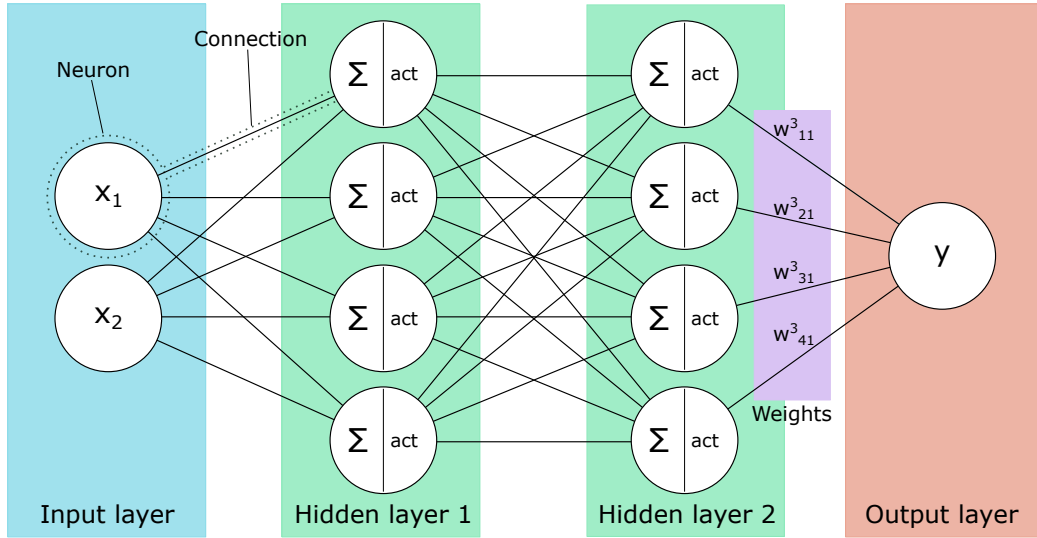 Connection
Neuron
x₁
x₂
Σ act
Σ act
Σ act
Σ act
Σ act
Σ act
Σ act
Σ act
w³₁₁
w³₂₁
w³₃₁
w³₄₁
Weights
y
Input layer
Hidden layer 1
Hidden layer 2
Output layer